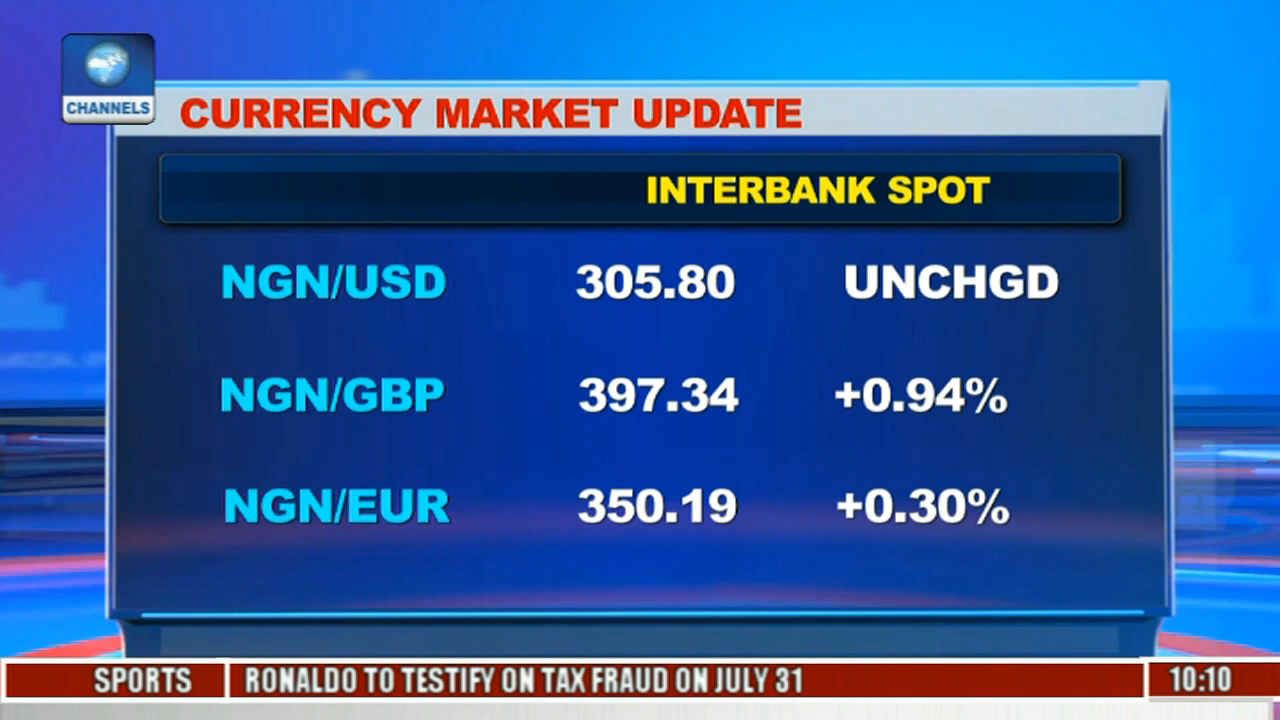 CHANNELS
CURRENCY MARKET UPDATE
INTERBANK SPOT
NGN/USD 305.80 UNCHGD
NGN/GBP 397.34 +0.94%
NGN/EUR 350.19 +0.30%
SPORTS RONALDO TO TESTIFY ON TAX FRAUD ON JULY 31 10:10